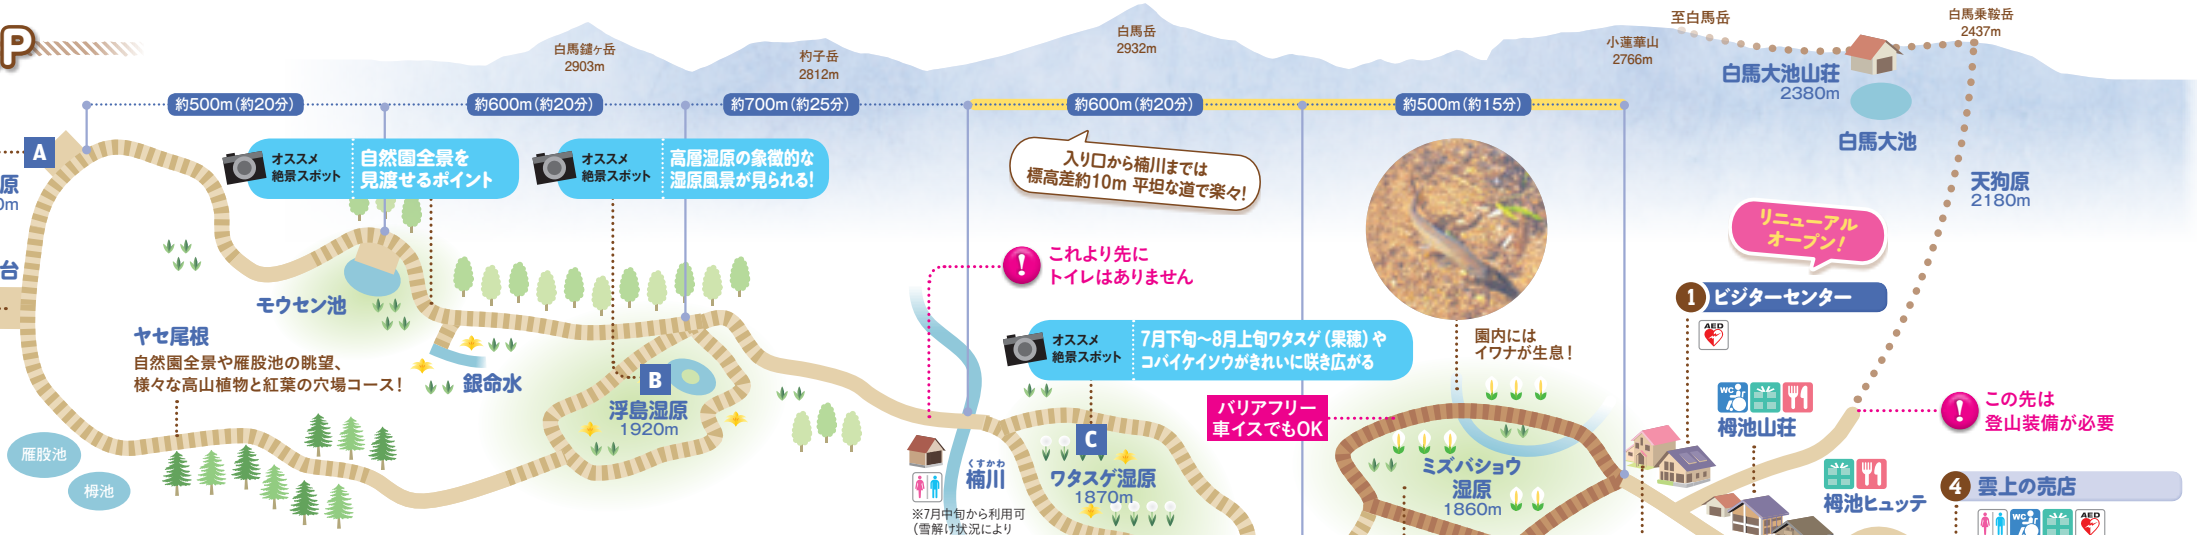 P
白馬鑓ヶ岳
2903m
杓子岳
2812m
白馬岳
2932m
小蓮華山
2766m
至白馬岳
白馬乗鞍岳
2437m
白馬大池山荘
2380m
白馬大池
天狗原
2180m
約500m(約20分)
約600m(約20分)
約700m(約25分)
約600m(約20分)
約500m(約15分)
A
原
0m
台
オススメ
絶景スポット
自然園全景を
見渡せるポイント
オススメ
絶景スポット
高層湿原の象徴的な
湿原風景が見られる!
入り口から楠川までは
標高差約10m 平坦な道で楽々!
リニューアル
オープン!
!
これより先に
トイレはありません
1
ビジターセンター
AED
モウセン池
ヤセ尾根
自然園全景や雁股池の眺望、
様々な高山植物と紅葉の穴場コース!
銀命水
B
浮島湿原
1920m
オススメ
絶景スポット
7月下旬〜8月上旬ワタスゲ(果穂)や
コバイケイソウがきれいに咲き広がる
園内には
イワナが生息!
バリアフリー
車イスでもOK
C
ワタスゲ湿原
1870m
くすかわ
楠川
※7月中旬から利用可
(雪解け状況により
ミズバショウ
湿原
1860m
WC
栂池山荘
!
この先は
登山装備が必要
栂池ヒュッテ
4
雲上の売店
WC
AED
雁股池
栂池